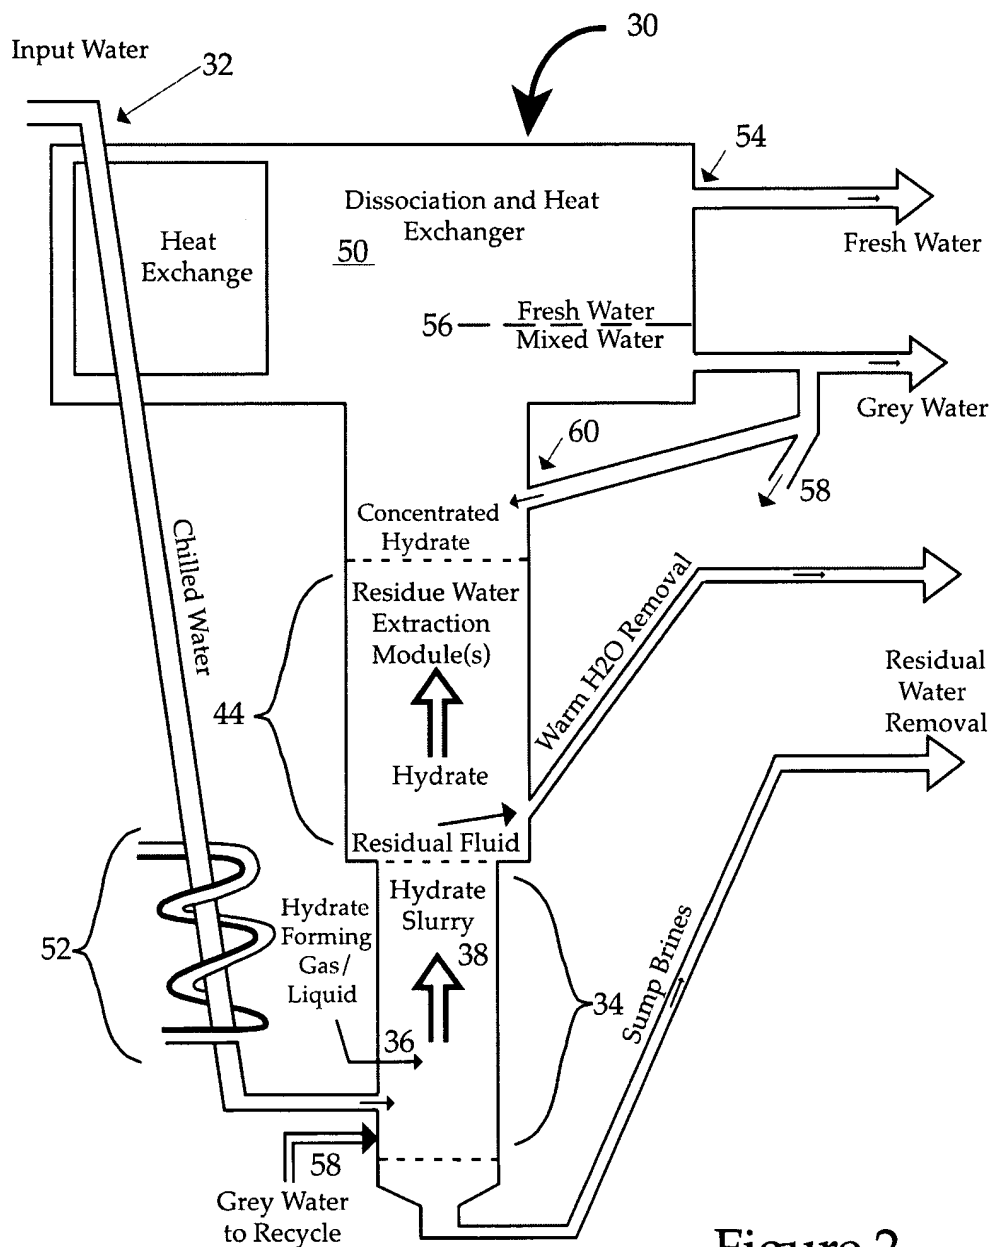 30
Input Water
32
54
Dissociation and Heat
Exchanger
50
Heat
Exchange
Fresh Water
56
Fresh Water
Mixed Water
Grey Water
60
58
Concentrated
Hydrate
Chilled Water
Residue Water
Extraction
Module(s)
44
Warm H2O Removal
Residual
Water
Removal
Hydrate
Residual Fluid
Hydrate
Slurry
38
Hydrate
Forming
Gas/
Liquid
52
34
36
Sump Brines
58
Grey Water
to Recycle
Figure 2